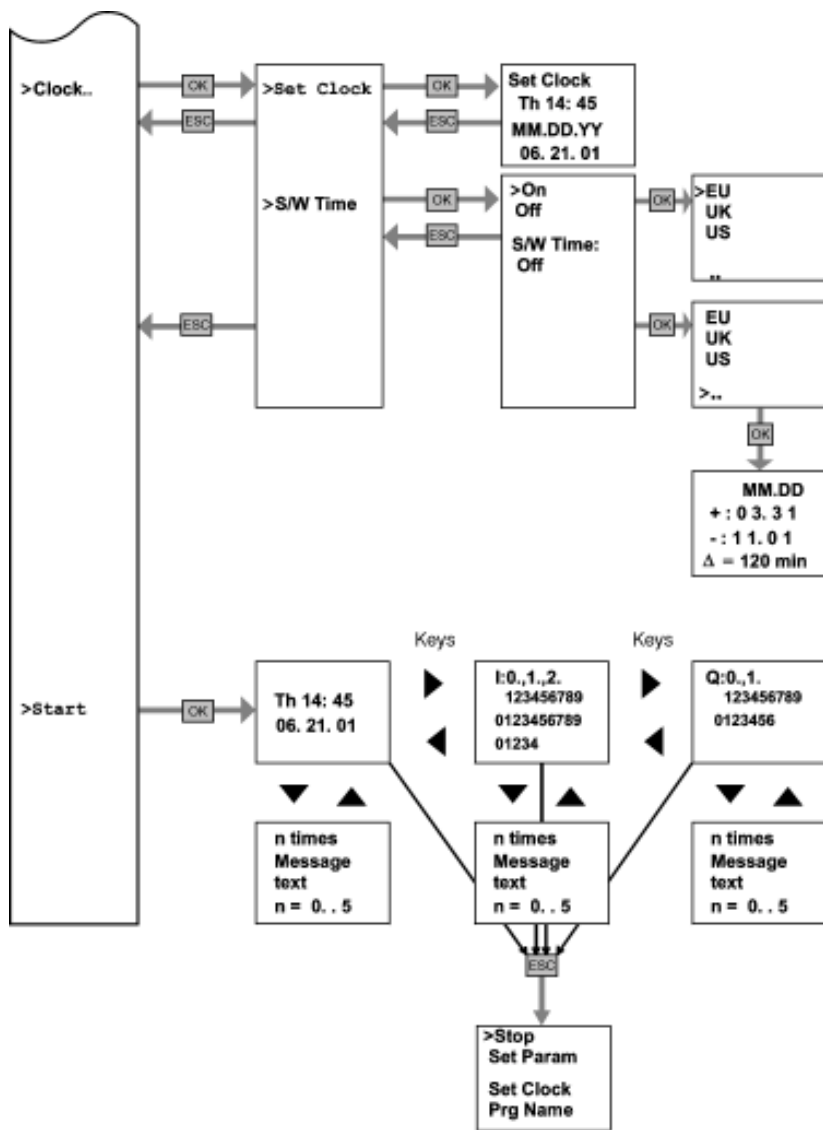 >Clock..
OK
ESC
>Set Clock
OK
ESC
Set Clock
Th 14: 45
MM.DD.YY
06. 21. 01
>S/W Time
OK
ESC
>On
Off
S/W Time:
Off
OK
>EU
UK
US
..
ESC
OK
EU
UK
US
>..
OK
MM.DD
+ : 0 3. 3 1
- : 1 1. 0 1
Δ = 120 min
>Start
OK
Th 14: 45
06. 21. 01
Keys
I:0.,1.,2.
123456789
0123456789
01234
Keys
Q:0.,1.
123456789
0123456
n times
Message
text
n = 0. . 5
n times
Message
text
n = 0. . 5
n times
Message
text
n = 0. . 5
ESC
>Stop
Set Param
Set Clock
Prg Name